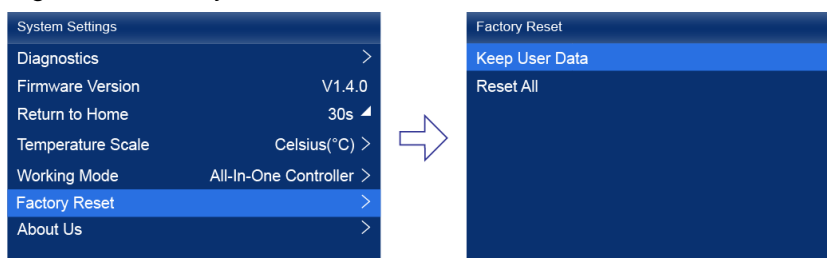 System Settings
Diagnostics >
Firmware Version V1.4.0
Return to Home 30s
Temperature Scale Celsius(°C) >
Working Mode All-In-One Controller >
Factory Reset >
About Us >
Factory Reset
Keep User Data
Reset All